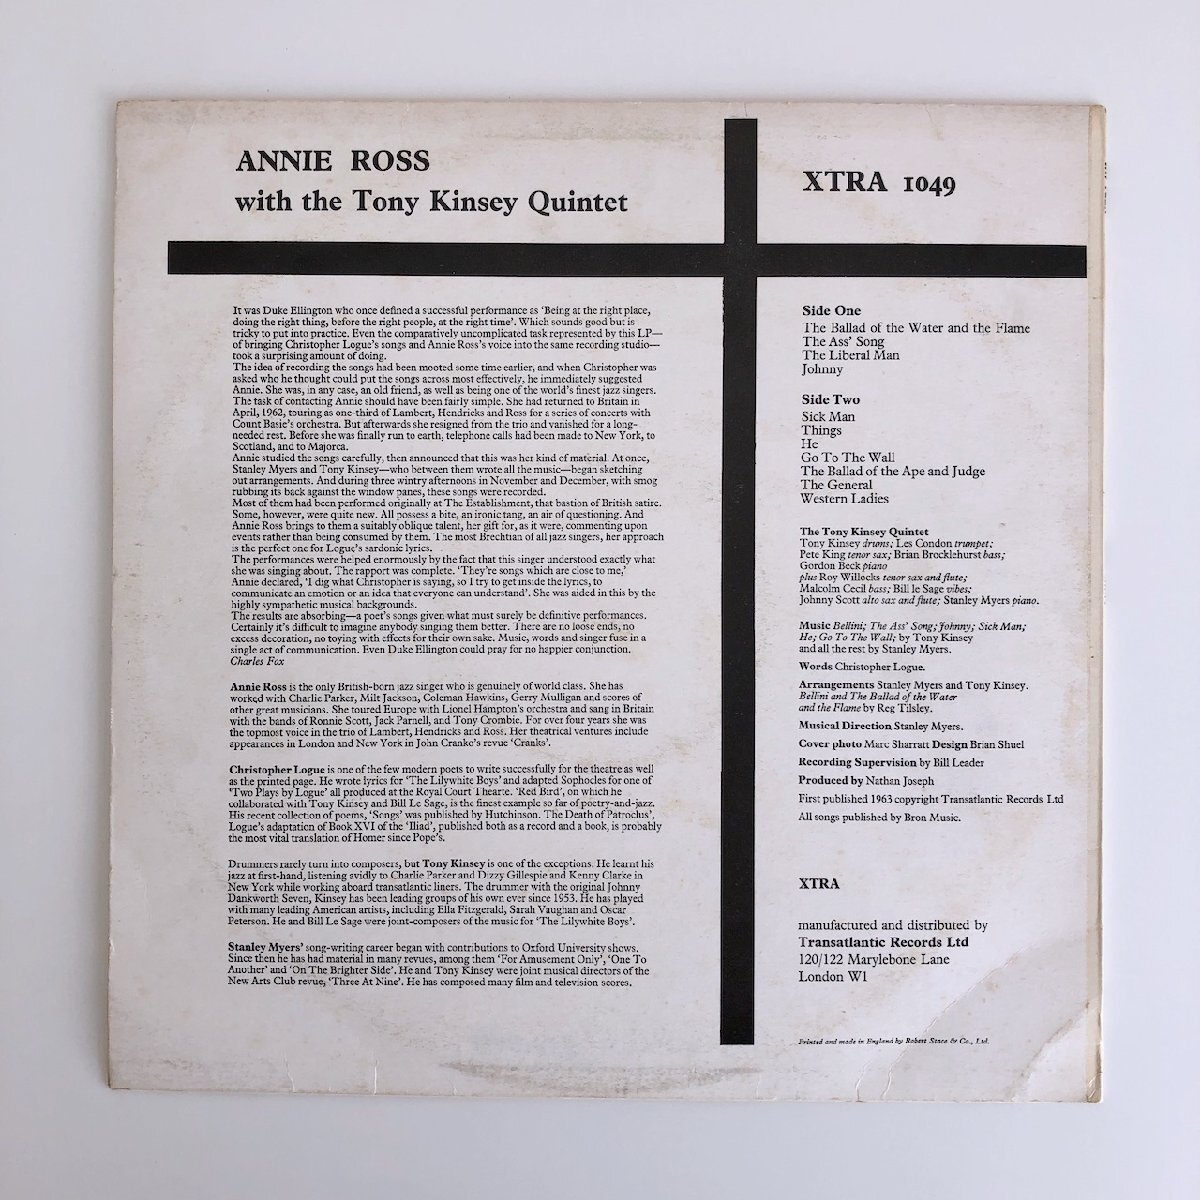 ANNIE ROSS
with the Tony Kinsey Quintet
XTRA 1049
It was Duke Ellington who once defined a successful performance as 'Being at the right place,
doing the right thing, before the right people, at the right time'. Which sounds good but is
tricky to put into practice. Even the comparatively uncomplicated task represented by this LP—
of bringing Christopher Logue's songs and Annie Ross's voice into the same recording studio—
took a surprising amount of doing.
The idea of recording the songs had been mooted some time earlier, and when Christopher was
asked who he thought could put the songs across most effectively, he immediately suggested
Annie. She was, in any case, an old friend, as well as being one of the world's finest jazz singers.
The task of contacting Annie should have been fairly simple. She had returned to Britain in
April, 1962, touring as one-third of Lambert, Hendricks and Ross for a series of concerts with
Count Basie's orchestra. But afterwards she resigned from the trio and vanished for a long-
needed rest. Before she was finally run to earth, telephone calls had been made to New York, to
Scotland, and to Majorca.
Annie studied the songs carefully, then announced that this was her kind of material. At once,
Stanley Myers and Tony Kinsey—who between them wrote all the music—began sketching
out arrangements. And during three wintry afternoons in November and December, with smog
rubbing its back against the window panes, these songs were recorded.
Most of them had been performed originally at The Establishment, that bastion of British satire.
Some, however, were quite new. All possess a bite, an ironic tang, an air of questioning. And
Annie Ross brings to them a suitably oblique talent, her gift for, as it were, commenting upon
events rather than being consumed by them. The most Brechtian of all jazz singers, her approach
is the perfect one for Logue's sardonic lyrics.
The performances were helped enormously by the fact that this singer understood exactly what
she was singing about. The rapport was complete. 'They're songs which are close to me,'
Annie declared, 'I dig what Christopher is saying, so I try to get inside the lyrics, to
communicate an emotion or an idea that everyone can understand'. She was aided in this by the
highly sympathetic musical backgrounds.
The results are absorbing—a poet's songs given what must surely be definitive performances.
Certainly it's difficult to imagine anybody singing them better. There are no loose ends, no
excess decoration, no toying with effects for their own sake. Music, words and singer fuse in a
single act of communication. Even Duke Ellington could pray for no happier conjunction.
Charles Fox
Annie Ross is the only British-born jazz singer who is genuinely of world class. She has
worked with Charlie Parker, Milt Jackson, Coleman Hawkins, Gerry Mulligan and scores of
other great musicians. She toured Europe with Lionel Hampton's orchestra and sang in Britain
with the bands of Ronnie Scott, Jack Parnell, and Tony Crombie. For over four years she was
the topmost voice in the trio of Lambert, Hendricks and Ross. Her theatrical ventures include
appearances in London and New York in John Cranko's revue 'Cranks'.
Christopher Logue is one of the few modern poets to write successfully for the theatre as well
as the printed page. He wrote lyrics for 'The Lilywhite Boys' and adapted Sophocles for one of
'Two Plays by Logue' all produced at the Royal Court Theatre. 'Red Bird', on which he
collaborated with Tony Kinsey and Bill Le Sage, is the finest example so far of poetry-and-jazz.
His recent collection of poems, 'Songs' was published by Hutchinson. The Death of Patroclus',
Logue's adaptation of Book XVI of the 'Iliad', published both as a record and a book, is probably
the most vital translation of Homer since Pope's.
Drummers rarely turn into composers, but Tony Kinsey is one of the exceptions. He learnt his
jazz at first-hand, listening avidly to Charlie Parker and Dizzy Gillespie and Kenny Clarke in
New York while working aboard transatlantic liners. The drummer with the original Johnny
Dankworth Seven, Kinsey has been leading groups of his own ever since 1953. He has played
with many leading American artists, including Ella Fitzgerald, Sarah Vaughan and Oscar
Peterson. He and Bill Le Sage were joint-composers of the music for 'The Lilywhite Boys'.
Stanley Myers' song-writing career began with contributions to Oxford University shows.
Since then he has had material in many revues, among them 'For Amusement Only', 'One To
Another' and 'On The Brighter Side'. He and Tony Kinsey were joint musical directors of the
New Arts Club revue, 'Three At Nine'. He has composed many film and television scores.
Side One
The Ballad of the Water and the Flame
The Ass' Song
The Liberal Man
Johnny
Side Two
Sick Man
Things
He
Go To The Wall
The Ballad of the Ape and Judge
The General
Western Ladies
The Tony Kinsey Quintet
Tony Kinsey drums; Les Condon trumpet;
Pete King tenor sax; Brian Brocklehurst bass;
Gordon Beck piano
plus Roy Willocks tenor sax and flute;
Malcolm Cecil bass; Bill le Sage vibes;
Johnny Scott alto sax and flute; Stanley Myers piano.
Music Bellini; The Ass' Song; Johnny; Sick Man;
He; Go To The Wall; by Tony Kinsey
and all the rest by Stanley Myers.
Words Christopher Logue.
Arrangements Stanley Myers and Tony Kinsey.
Bellini and The Ballad of the Water
and the Flame by Reg Tilsley.
Musical Direction Stanley Myers.
Cover photo Marc Sharratt Design Brian Shuel
Recording Supervision by Bill Leader
Produced by Nathan Joseph
First published 1963 copyright Transatlantic Records Ltd
All songs published by Bron Music.
XTRA
manufactured and distributed by
Transatlantic Records Ltd
120/122 Marylebone Lane
London W1
Printed and made in England by Robert Stace & Co., Ltd.